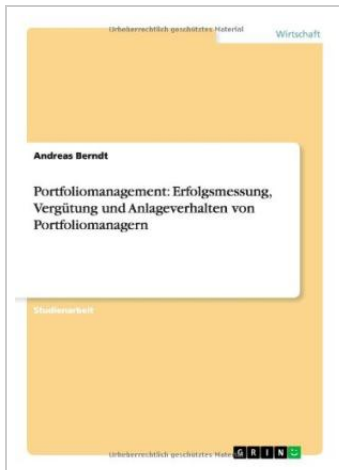 Urheberrechtlich geschütztes Material
Wirtschaft
Andreas Berndt
Portfoliomanagement: Erfolgsmessung,
Vergütung und Anlageverhalten von
Portfoliomanagern
Studienarbeit
Urheberrechtlich geschütztes Material
GRIN